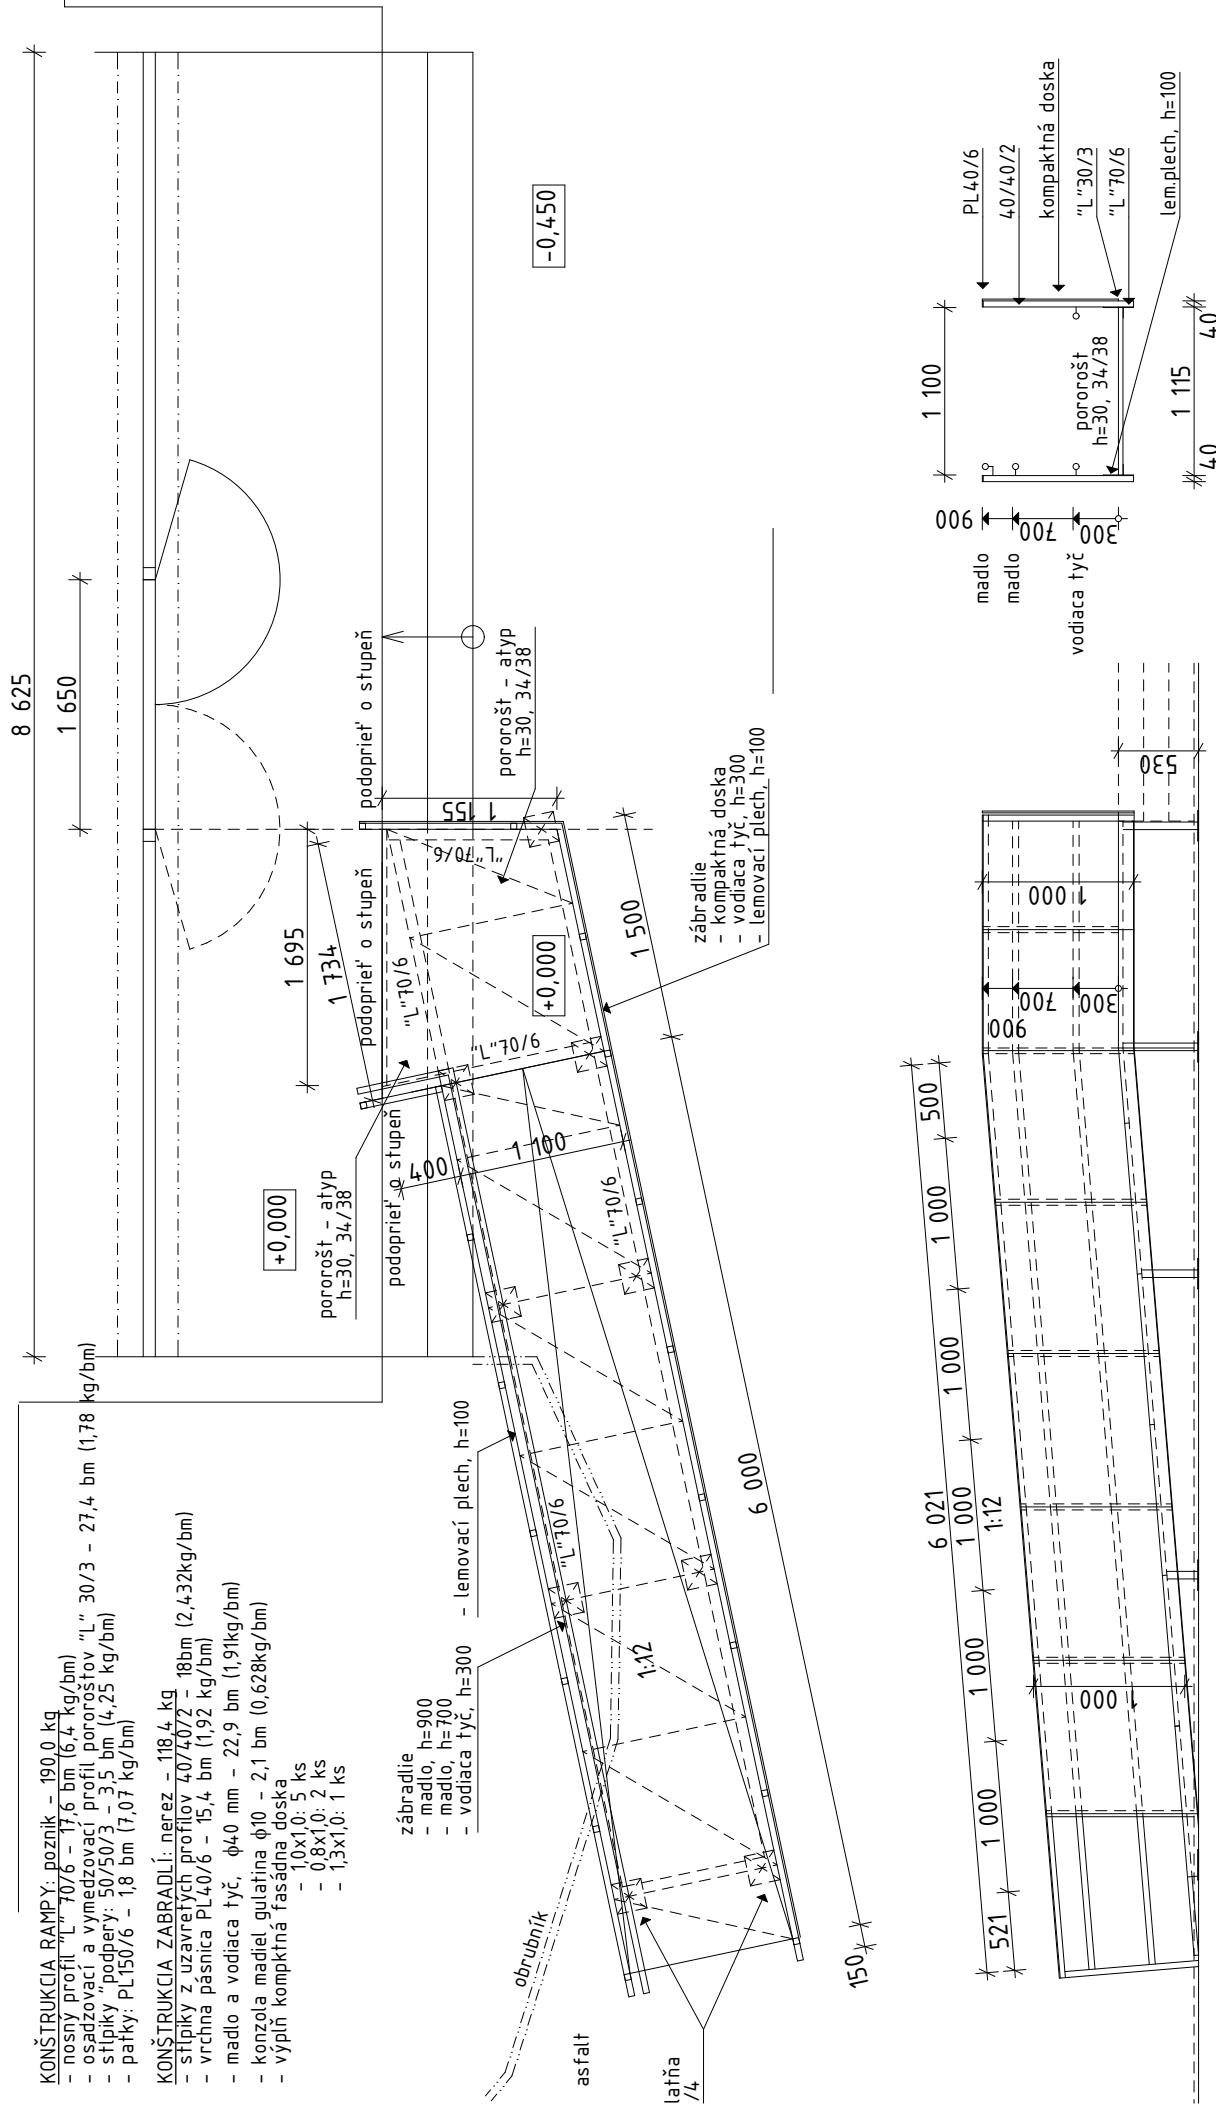 KONŠTRUKCIA RAMPY: poznik - 190,0 kg
- nosný profil "L" 70/6 - 17,6 bm (6,4 kg/bm)
- osadzovací a vymedzovací profil pororoštov "L" 30/3 - 27,4 bm (1,78 kg/bm)
- stĺpiky "podpery: 50/50/3 - 3,5 bm (4,25 kg/bm)
- pätky: PL150/6 - 1,8 bm (7,07 kg/bm)
KONŠTRUKCIA ZÁBRADLÍ: nerez - 118,4 kg
- stĺpiky z uzavretých profilov 40/40/2 - 18bm (2,432kg/bm)
- vrchna pásnica PL40/6 - 15,4 bm (1,92 kg/bm)
- madlo a vodiaca tyč, ϕ40 mm - 22,9 bm (1,91kg/bm)
- konzola madiel gulatina ϕ10 - 2,1 bm (0,628kg/bm)
- výplň kompktná fasádna doska
- 1,0x1,0: 5 ks
- 0,8x1,0: 2 ks
- 1,3x1,0: 1 ks
8 625
1 650
1 695
1 734
podoprieť o stupeň
podoprieť o stupeň
podoprieť o stupeň
+0,000
-0,450
+0,000
pororošt - atyp
h=30, 34/38
pororošt - atyp
h=30, 34/38
1 155
"L"70/6
"L"70/6
"L"70/6
"L"70/6
"L"70/6
400
1 100
1 500
6 000
150
1:12
zábradlie
- kompaktná doska
- vodiaca tyč, h=300
- lemovací plech, h=100
zábradlie
- madlo, h=900
- madlo, h=700
- vodiaca tyč, h=300
- lemovací plech, h=100
obrubník
asfalt
latňa
/4
PL40/6
40/40/2
kompaktná doska
"L"30/3
"L"70/6
lem.plech, h=100
1 100
pororošt
h=30, 34/38
40
1 115
40
900
700
300
madlo
madlo
vodiaca tyč
530
1 000
900
700
300
500
1 000
1 000
6 021
1 000
1:12
1 000
1 000
521
1 000